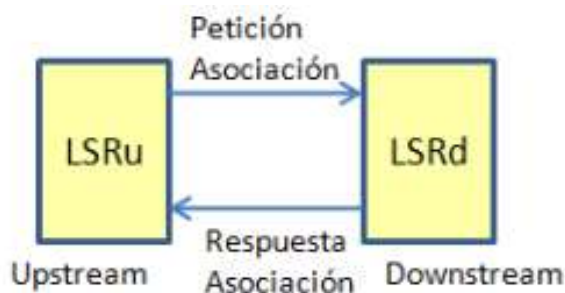 Petición
Asociación
LSRu
LSRd
Respuesta
Asociación
Upstream
Downstream